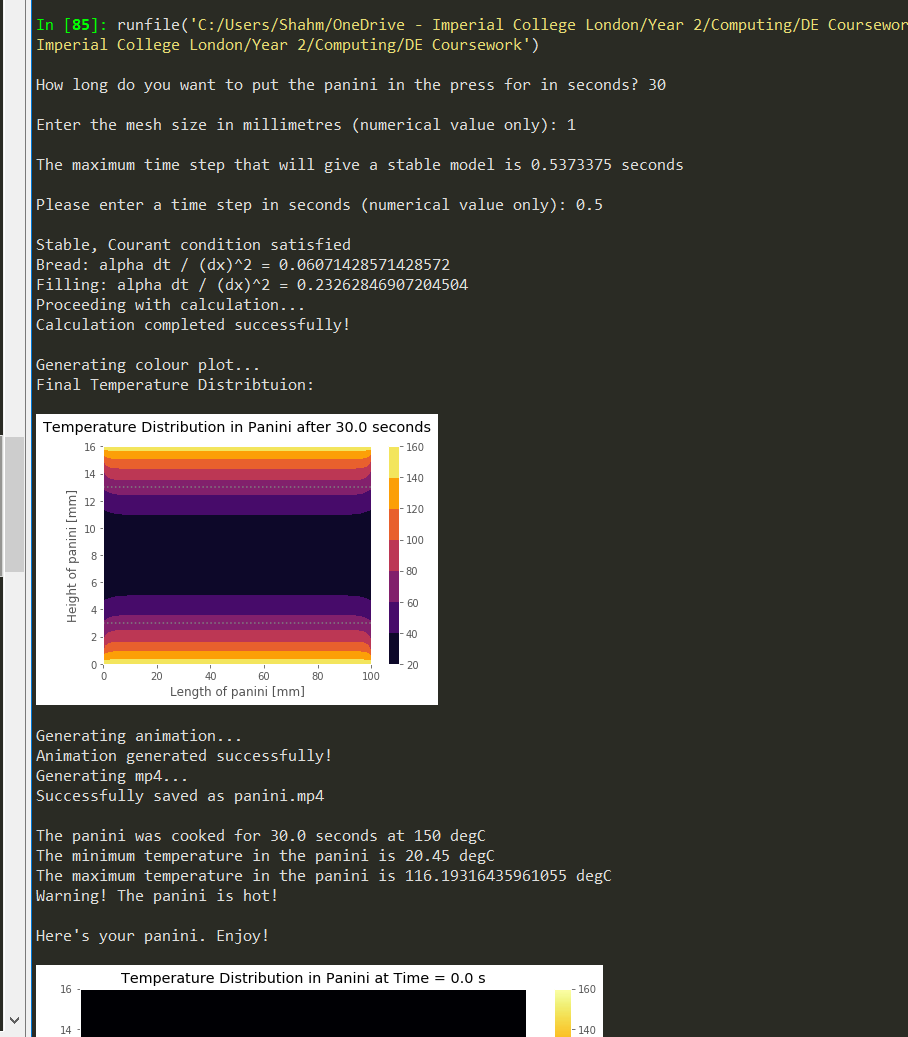 In [85]: runfile('C:/Users/Shahm/OneDrive - Imperial College London/Year 2/Computing/DE Coursewor
Imperial College London/Year 2/Computing/DE Coursework')
How long do you want to put the panini in the press for in seconds? 30
Enter the mesh size in millimetres (numerical value only): 1
The maximum time step that will give a stable model is 0.5373375 seconds
Please enter a time step in seconds (numerical value only): 0.5
Stable, Courant condition satisfied
Bread: alpha dt / (dx)^2 = 0.06071428571428572
Filling: alpha dt / (dx)^2 = 0.23262846907204504
Proceeding with calculation...
Calculation completed successfully!
Generating colour plot...
Final Temperature Distribtuion:
Temperature Distribution in Panini after 30.0 seconds
16
14
12
10
8
6
4
2
0
Height of panini [mm]
0 20 40 60 80 100
Length of panini [mm]
160
140
120
100
80
60
40
20
Generating animation...
Animation generated successfully!
Generating mp4...
Successfully saved as panini.mp4
The panini was cooked for 30.0 seconds at 150 degC
The minimum temperature in the panini is 20.45 degC
The maximum temperature in the panini is 116.19316435961055 degC
Warning! The panini is hot!
Here's your panini. Enjoy!
Temperature Distribution in Panini at Time = 0.0 s
16
14
160
140